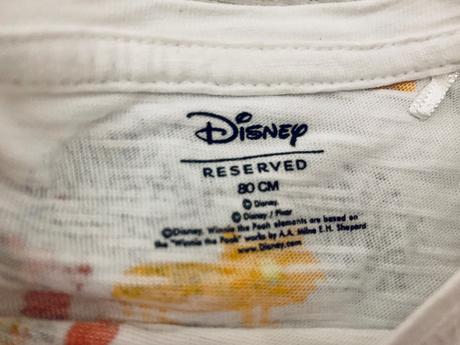 Disney
RESERVED
80 CM
© Disney.
© Disney / Pixar
©Disney. Winnie the Pooh elements are based on
the "Winnie the Pooh" works by A.A. Milne E.H. Shepard
www.Disney.com